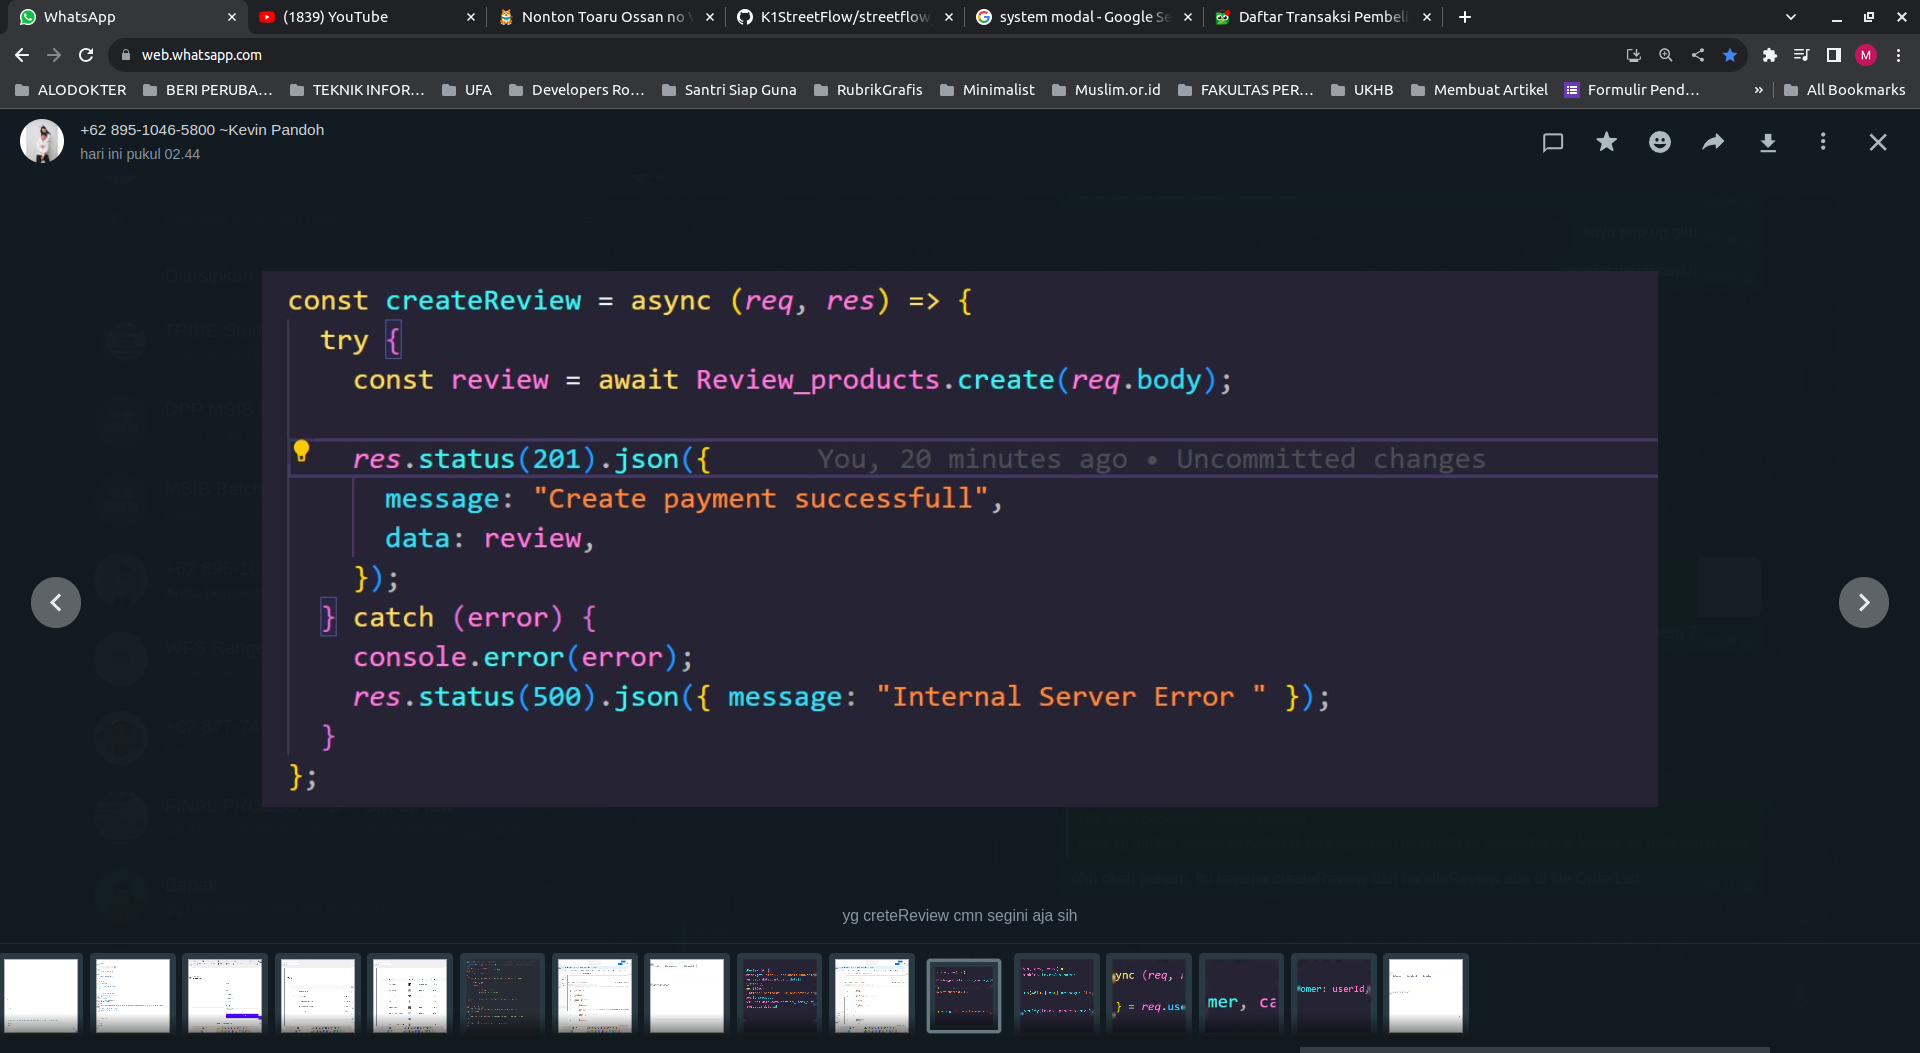 WhatsApp
(1839) YouTube
Nonton Toaru Ossan no
K1StreetFlow/streetflow
system modal - Google Se
Daftar Transaksi Pembeli
web.whatsapp.com
M
ALODOKTER
BERI PERUBA...
TEKNIK INFOR...
UFA
Developers Ro...
Santri Siap Guna
RubrikGrafis
Minimalist
Muslim.or.id
FAKULTAS PER...
UKHB
Membuat Artikel
Formulir Pend...
»
All Bookmarks
+62 895-1046-5800 ~Kevin Pandoh
hari ini pukul 02.44
const createReview = async (req, res) => {
try {
const review = await Review_products.create(req.body);
res.status(201).json({ You, 20 minutes ago • Uncommitted changes
message: "Create payment successfull",
data: review,
});
} catch (error) {
console.error(error);
res.status(500).json({ message: "Internal Server Error " });
}
};
yg creteReview cmn segini aja sih
ync (req,
} = req.use
mer, ca
omer: userId,